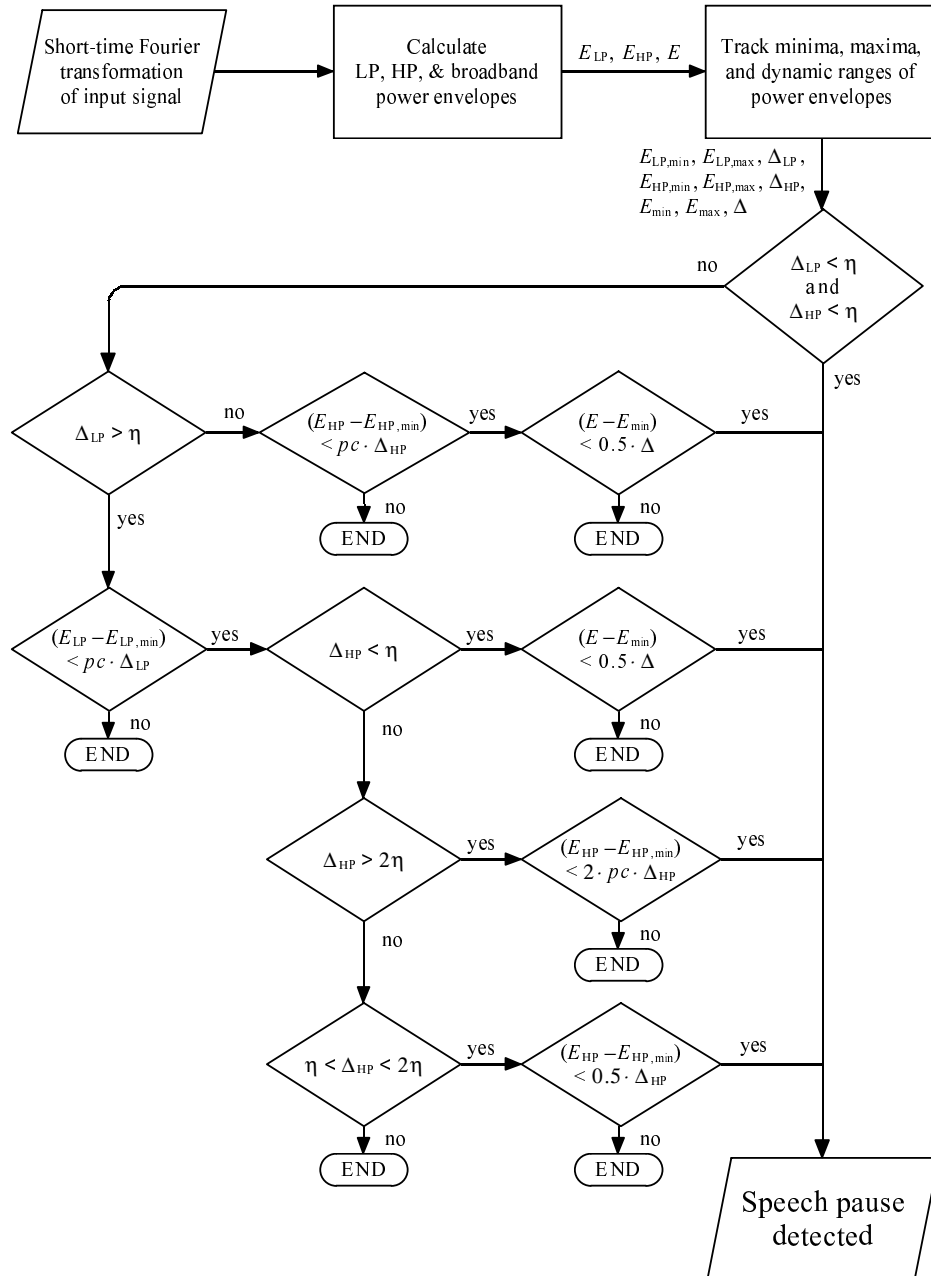 Short-time Fourier
transformation
of input signal
Calculate
LP, HP, & broadband
power envelopes
E_LP, E_HP, E
Track minima, maxima,
and dynamic ranges of
power envelopes
E_LP,min, E_LP,max, Δ_LP,
E_HP,min, E_HP,max, Δ_HP,
E_min, E_max, Δ
Δ_LP < η
and
Δ_HP < η
no
yes
Δ_LP > η
no
(E_HP – E_HP,min)
< pc · Δ_HP
yes
(E – E_min)
< 0.5 · Δ
yes
yes
no
END
no
END
(E_LP – E_LP,min)
< pc · Δ_LP
yes
Δ_HP < η
yes
(E – E_min)
< 0.5 · Δ
yes
no
END
no
no
END
Δ_HP > 2η
yes
(E_HP – E_HP,min)
< 2 · pc · Δ_HP
yes
no
no
END
η < Δ_HP < 2η
yes
(E_HP – E_HP,min)
< 0.5 · Δ_HP
yes
no
END
no
END
Speech pause
detected